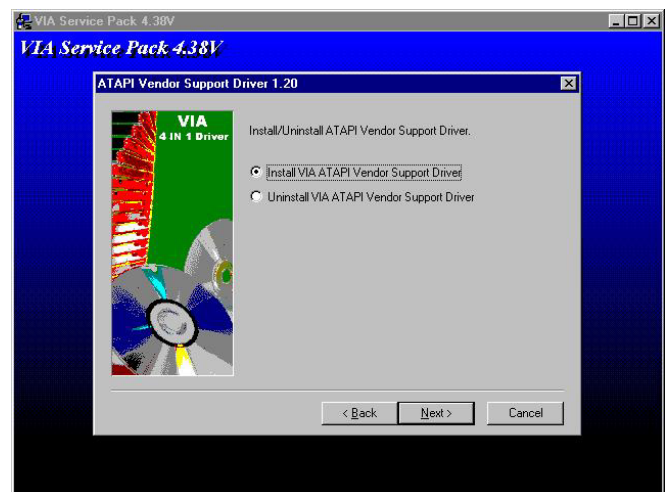 VIA Service Pack 4.38V
VIA Service Pack 4.38V
ATAPI Vendor Support Driver 1.20
VIA
4 IN 1 Driver
Install/Uninstall ATAPI Vendor Support Driver.
Install VIA ATAPI Vendor Support Driver
Uninstall VIA ATAPI Vendor Support Driver
< Back
Next >
Cancel